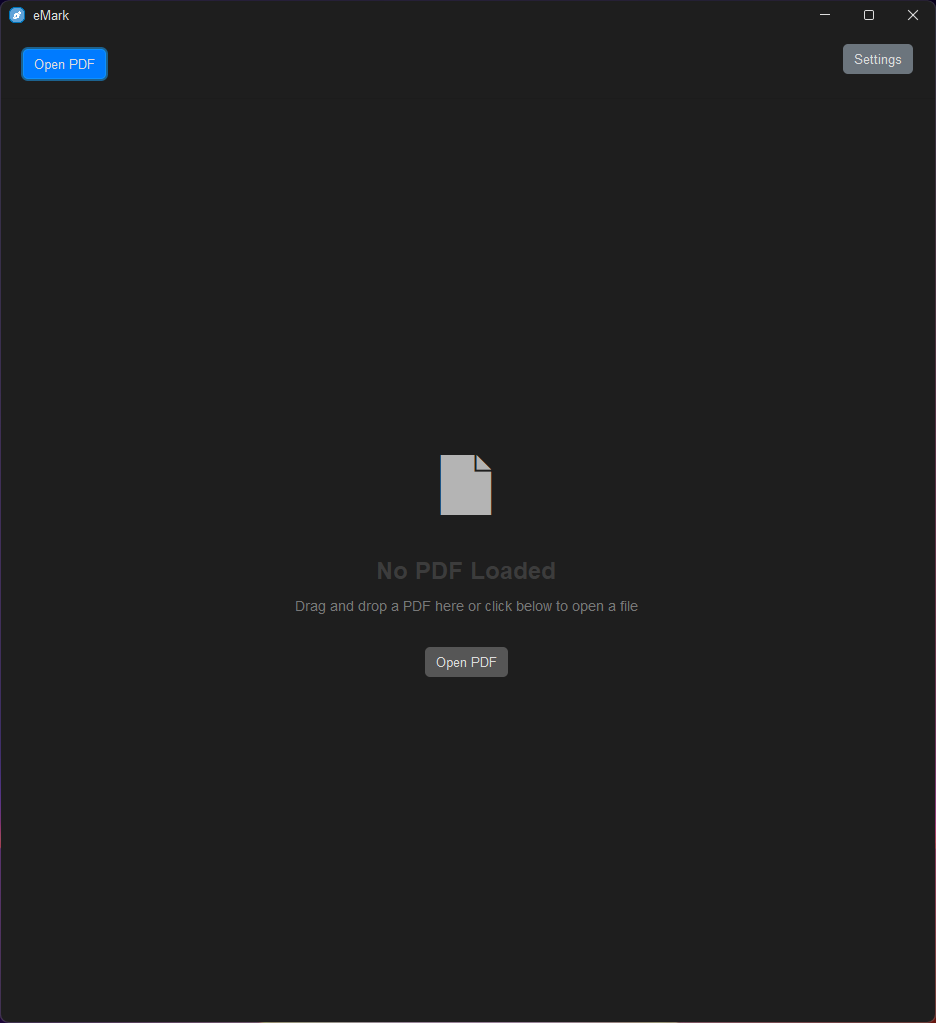 eMark
Open PDF
Settings
No PDF Loaded
Drag and drop a PDF here or click below to open a file
Open PDF